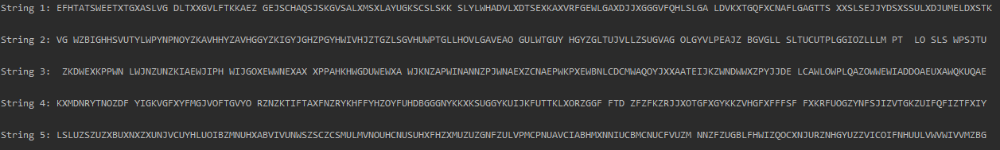 String 1: EFHTATSWEETXTGXASLVG DLTXXGVLFTKKAEZ GEJSCHAQSJSKGVSALXMSXLAYUGKSCSLSKK SLYLWHADVLXDTSEXKAXVRFGEWLGAXDJJXGGGVFQHLSLGA LDVKXTGQFXCNAFLGAGTTS XXSLSEJJYDSXSSULXDJUMELDXSTK
String 2: VG WZBIGHHSVUTYLWPYNPNOYZKAVHHYZAVHGGYZKIGYJGHZPGYHWIVHJZTGZLSGVHUWPTGLLHOVLGAVEAO GULWTGUY HGYZGLTUJVLLZSUGVAG OLGYVLPEAJZ BGVGLL SLTUCUTPLGGIOZLLLM PT  LO SLS WPSJTU
String 3:  ZKDWEXKPPWN LWJNZUNZKIAEWJIPH WIJGOXEWWNEXAX XPPAHKHWGDUWEWXA WJKNZAPWINANNZPJWNAEXZCNAEPWKPXEWBNLCDCMWAQOYJXXAATEIJKZWNDWWXZPYJJDE LCAWLOWPLQAZOWWEWIADDOAEUXAWQKUQAE
String 4: KXMDNRYTNOZDF YIGKVGFXYFMGJVOFTGVYO RZNZKTIFTAXFNZRYKHFFYHZOYFUHDBGGGNYKKXKSUGGYKUIJKFUTTKLXORZGGF FTD ZFZFKZRJJXOTGFXGYKKZVHGFXFFFSF FXKRFUOGZYNFSJIZVTGKZUIFQFIZTFXIY
String 5: LSLUZSZUZXBUXNXZXUNJVCUYHLUOIBZMNUHXABVIVUNWSZSCZCSMULMVNOUHCNUSUHXFHZXMUZUZGNFZULVPMCPNUAVCIABHMXNNIUCBMCNUCFVUZM NNZFZUGBLFHWIZQOCXNJURZNHGYUZZVICOIFNHUULVWVWIVVMZBG